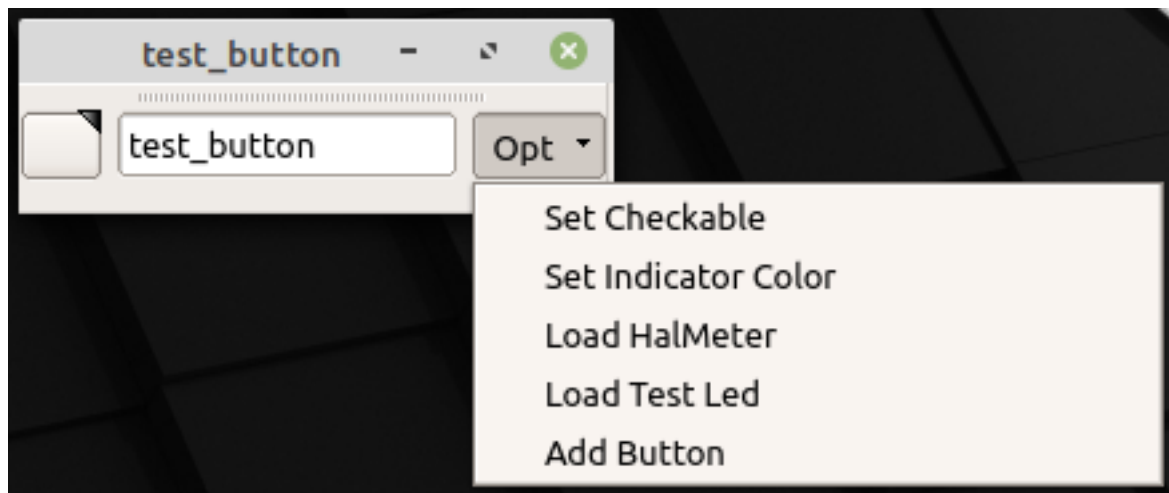 test_button
test_button
Opt
Set Checkable
Set Indicator Color
Load HalMeter
Load Test Led
Add Button